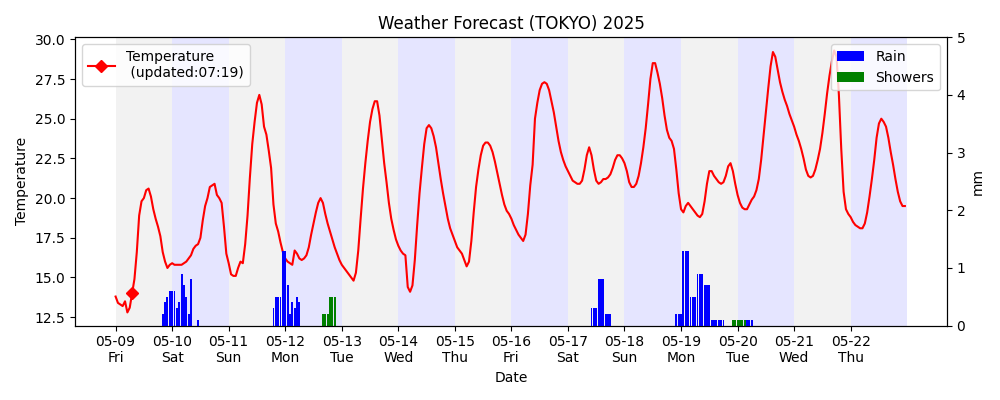 Weather Forecast (TOKYO) 2025
Temperature
(updated:07:19)
Rain
Showers
30.0
27.5
25.0
22.5
20.0
17.5
15.0
12.5
Temperature
5
4
3
2
1
0
mm
05-09 05-10 05-11 05-12 05-13 05-14 05-15 05-16 05-17 05-18 05-19 05-20 05-21 05-22
Fri Sat Sun Mon Tue Wed Thu Fri Sat Sun Mon Tue Wed Thu
Date